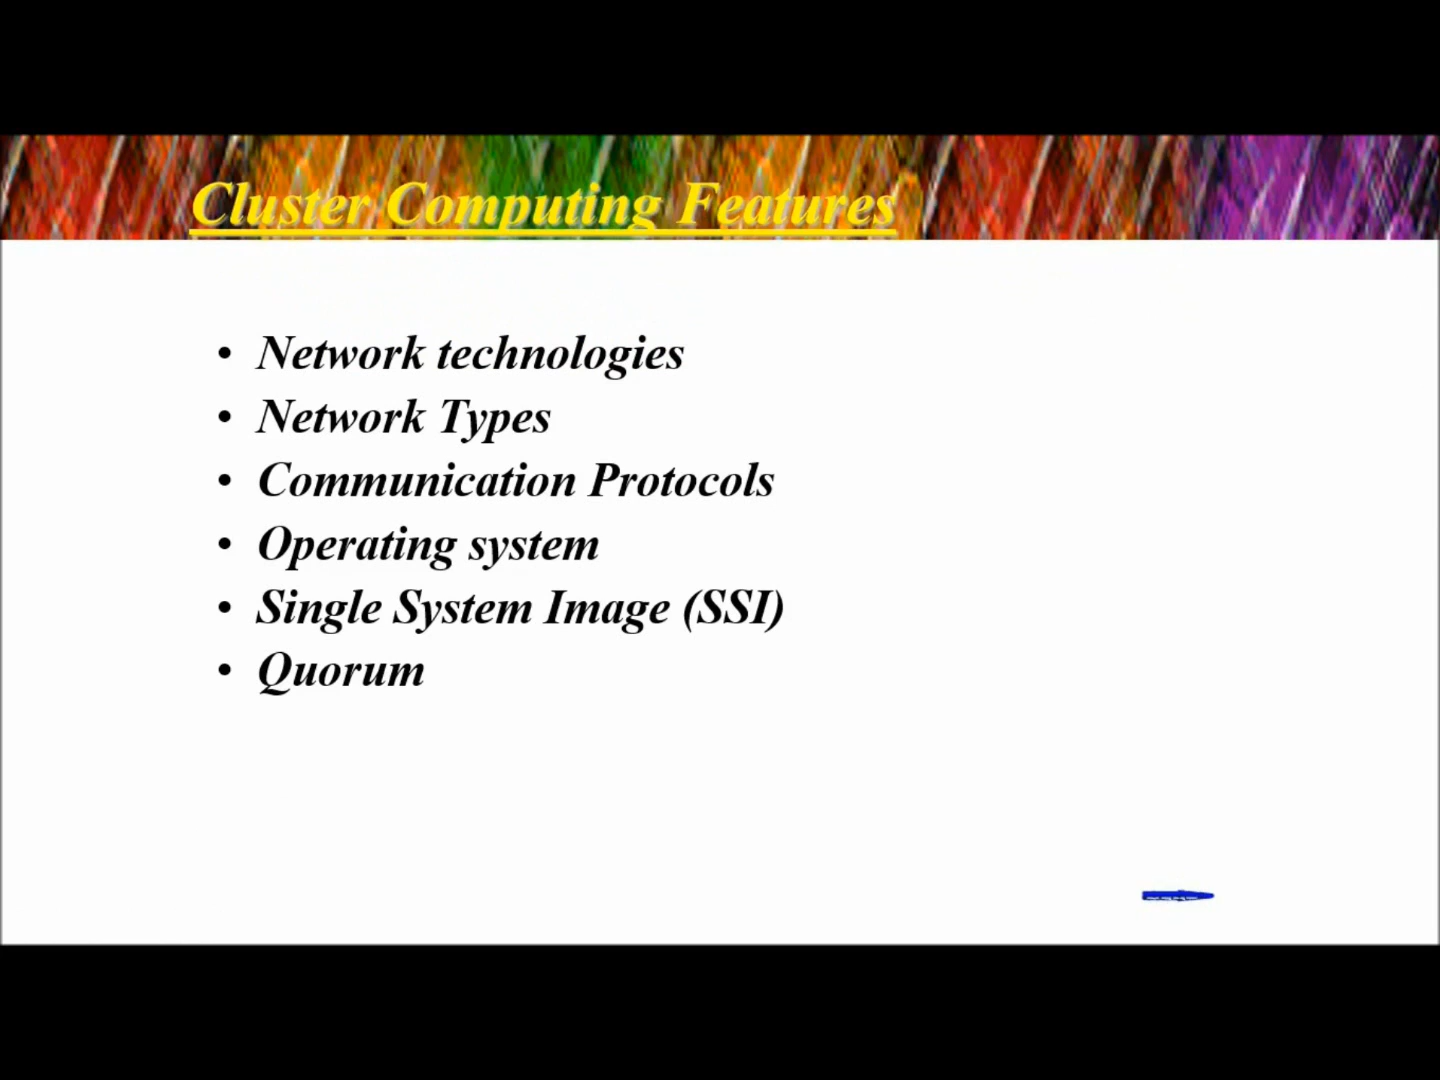 Cluster Computing Features
• Network technologies
• Network Types
• Communication Protocols
• Operating system
• Single System Image (SSI)
• Quorum